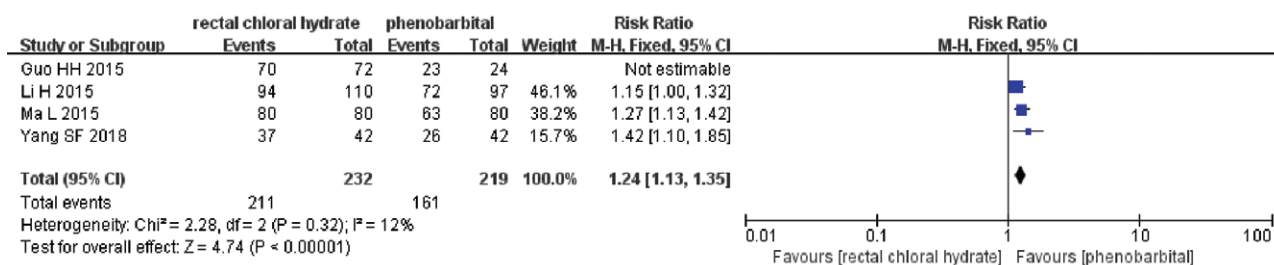 rectal chloral hydrate phenobarbital Risk Ratio Risk Ratio
Study or Subgroup Events Total Events Total Weight M-H, Fixed, 95% CI M-H, Fixed, 95% CI
Guo HH 2015 70 72 23 24 Not estimable
Li H 2015 94 110 72 97 46.1% 1.15 [1.00, 1.32]
Ma L 2015 80 80 63 80 38.2% 1.27 [1.13, 1.42]
Yang SF 2018 37 42 26 42 15.7% 1.42 [1.10, 1.85]
Total (95% CI) 232 219 100.0% 1.24 [1.13, 1.35]
Total events 211 161
Heterogeneity: Chi² = 2.28, df = 2 (P = 0.32); I² = 12%
Test for overall effect: Z = 4.74 (P < 0.00001)
0.01 0.1 1 10 100
Favours [rectal chloral hydrate] Favours [phenobarbital]